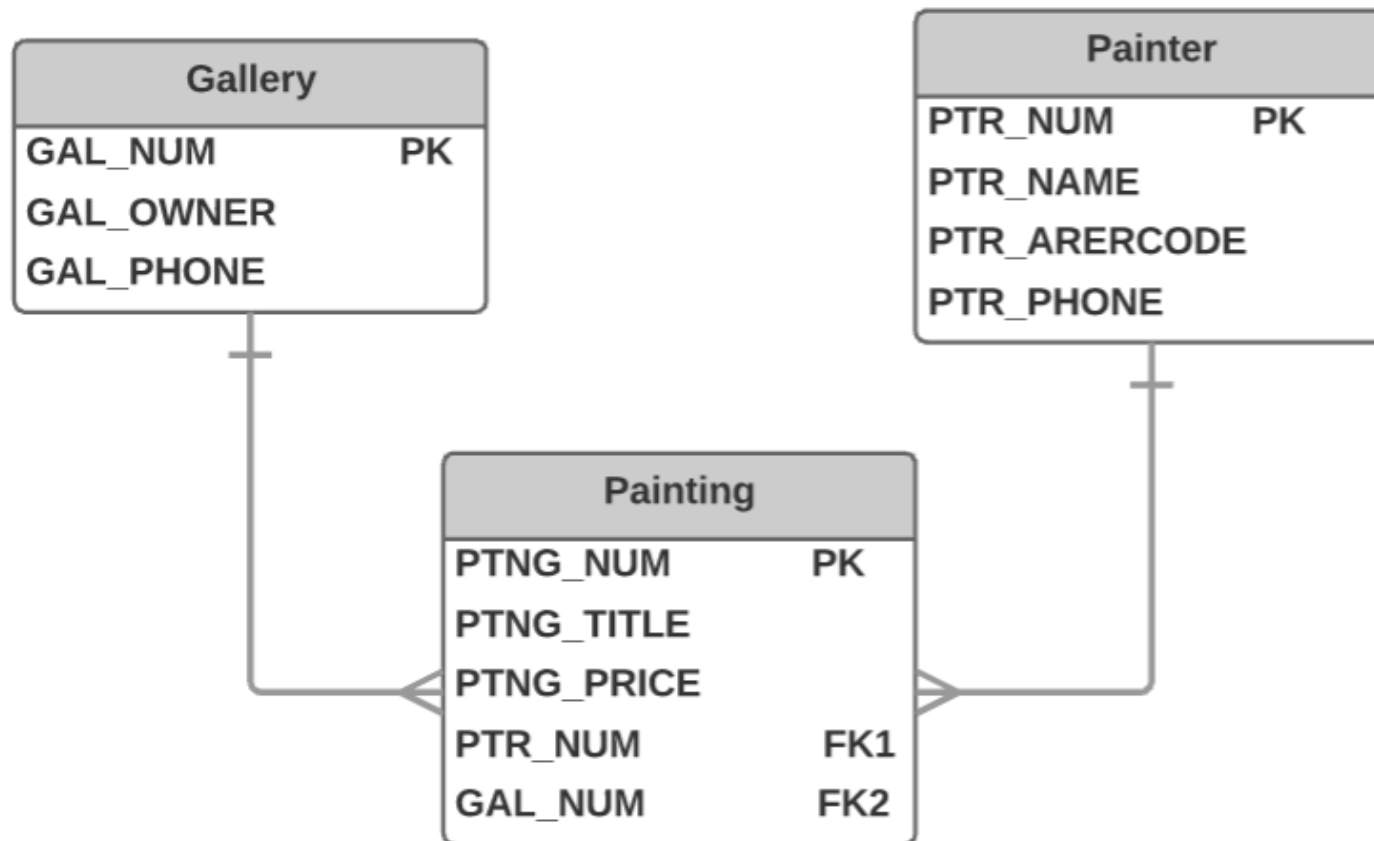 Gallery
GAL_NUM PK
GAL_OWNER
GAL_PHONE
Painter
PTR_NUM PK
PTR_NAME
PTR_ARERCODE
PTR_PHONE
Painting
PTNG_NUM PK
PTNG_TITLE
PTNG_PRICE
PTR_NUM FK1
GAL_NUM FK2